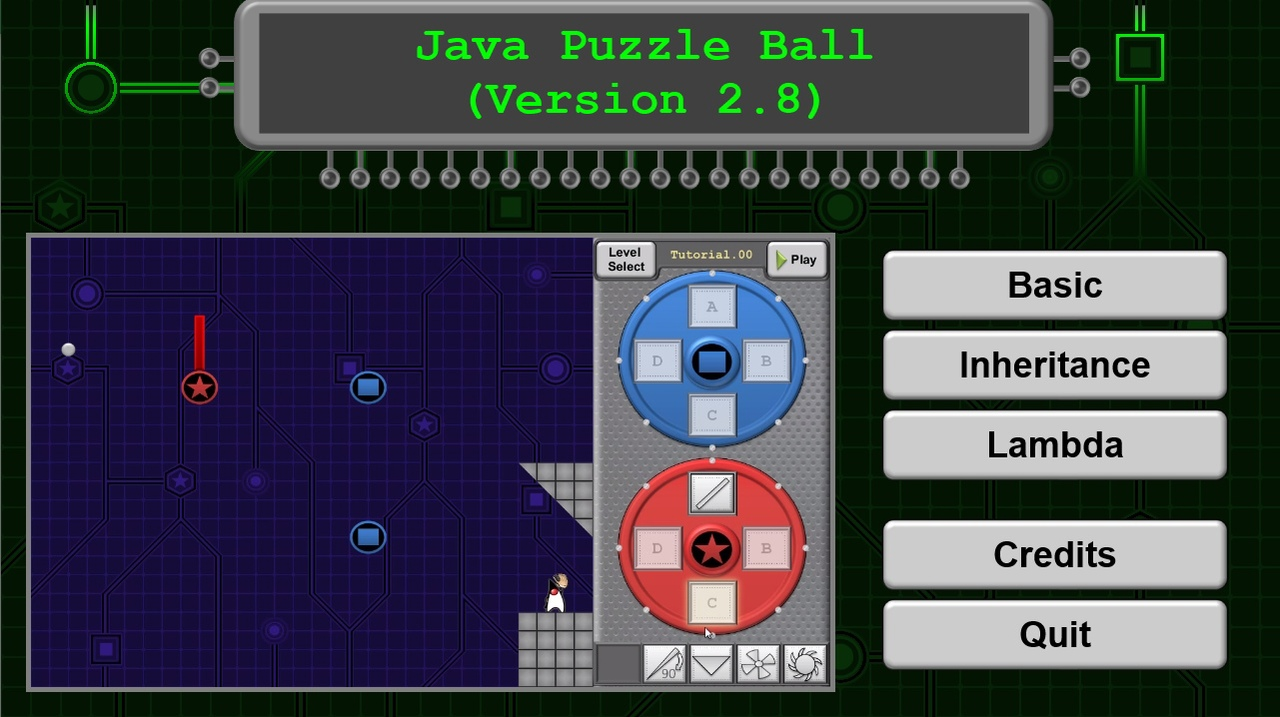 Java Puzzle Ball
(Version 2.8)
Level
Select
Tutorial.00
Play
A
D
B
C
D
B
C
90
Basic
Inheritance
Lambda
Credits
Quit